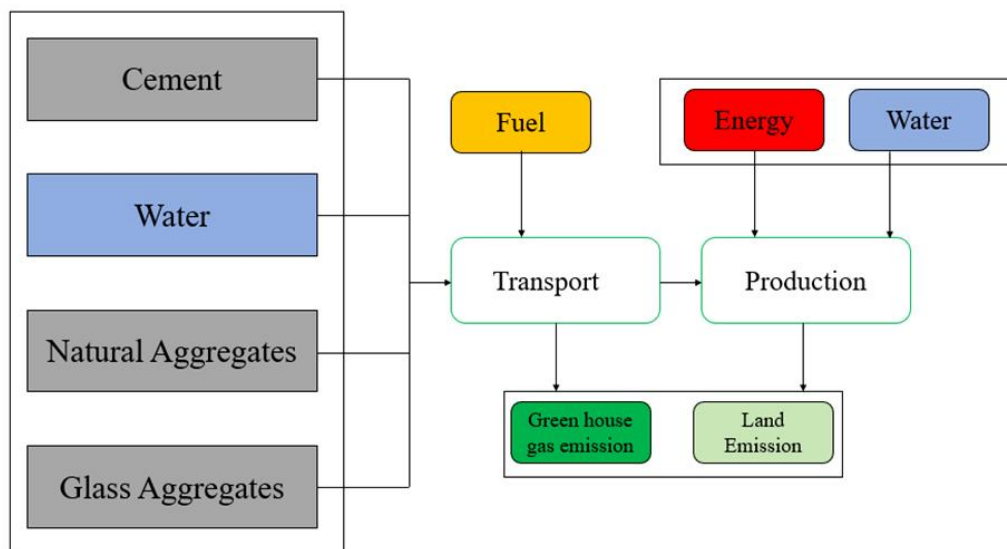 Cement
Water
Natural Aggregates
Glass Aggregates
Fuel
Energy
Water
Transport
Production
Green house
gas emission
Land
Emission